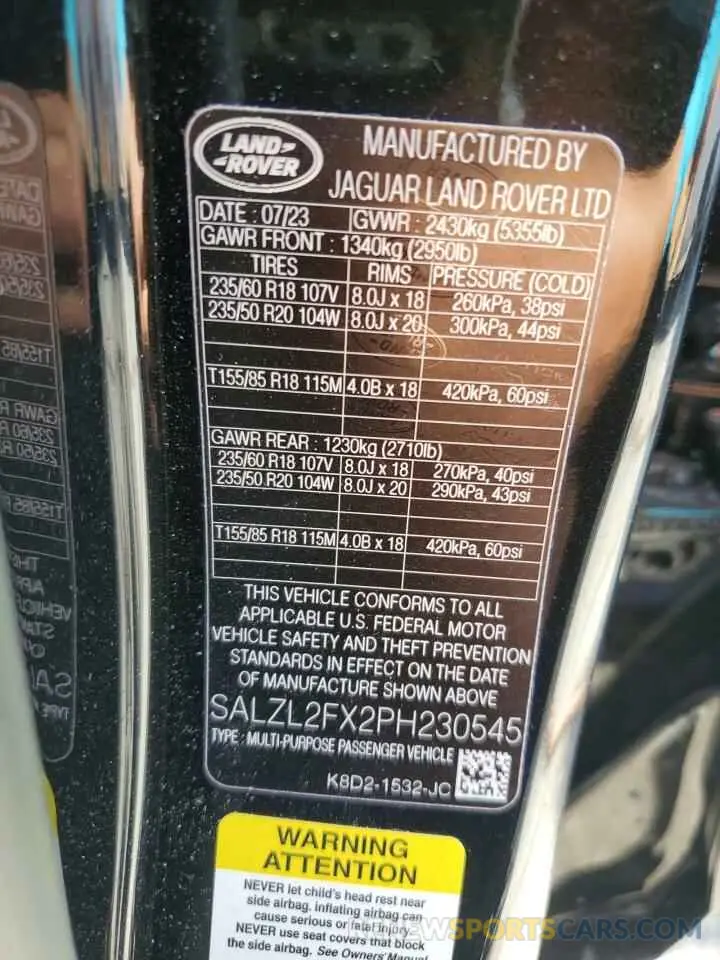 LAND-
-ROVER
MANUFACTURED BY
JAGUAR LAND ROVER LTD
DATE : 07/23 GVWR : 2430kg (5355lb)
GAWR FRONT : 1340kg (2950lb)
TIRES RIMS PRESSURE (COLD)
235/60 R18 107V 8.0J x 18 260kPa, 38psi
235/50 R20 104W 8.0J x 20 300kPa, 44psi
T155/85 R18 115M 4.0B x 18 420kPa, 60psi
GAWR REAR : 1230kg (2710lb)
235/60 R18 107V 8.0J x 18 270kPa, 40psi
235/50 R20 104W 8.0J x 20 290kPa, 43psi
T155/85 R18 115M 4.0B x 18 420kPa, 60psi
THIS VEHICLE CONFORMS TO ALL
APPLICABLE U.S. FEDERAL MOTOR
VEHICLE SAFETY AND THEFT PREVENTION
STANDARDS IN EFFECT ON THE DATE
OF MANUFACTURE SHOWN ABOVE
SALZL2FX2PH230545
TYPE : MULTI-PURPOSE PASSENGER VEHICLE
K8D2-1532-JC
WARNING
ATTENTION
NEVER let child's head rest near
side airbag, inflating airbag can
cause serious or fatal injury.
NEVER use seat covers that block
the side airbag. See Owners' Manual
RENEWSPORTSCARS.COM